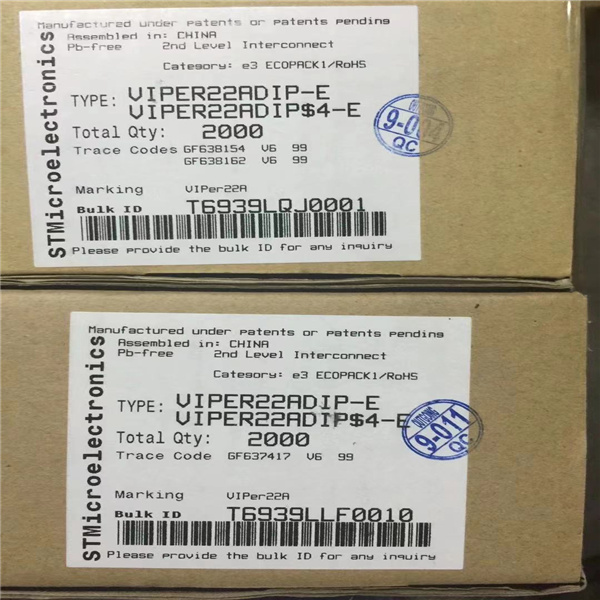 Manufactured under patents or patents pending
Assembled in: CHINA
Pb-free 2nd Level Interconnect
Category: e3 ECOPACK1/RoHS
TYPE: VIPER22ADIP-E
VIPER22ADIP$4-E
Total Qty: 2000
Trace Codes GF638154 V6 99
GF638162 V6 99
Marking VIPer22A
Bulk ID T6939LQJ0001
Please provide the bulk ID for any inquiry
STMicroelectronics
QC
Manufactured under patents or patents pending
Assembled in: CHINA
Pb-free 2nd Level Interconnect
Category: e3 ECOPACK1/RoHS
TYPE: VIPER22ADIP-E
VIPER22ADIP$4-E
Total Qty: 2000
Trace Code GF637417 V6 99
Marking VIPer22A
Bulk ID T6939LLF0010
Please provide the bulk ID for any inquiry
STMicroelectronics
OUTGOING
9-011
QC